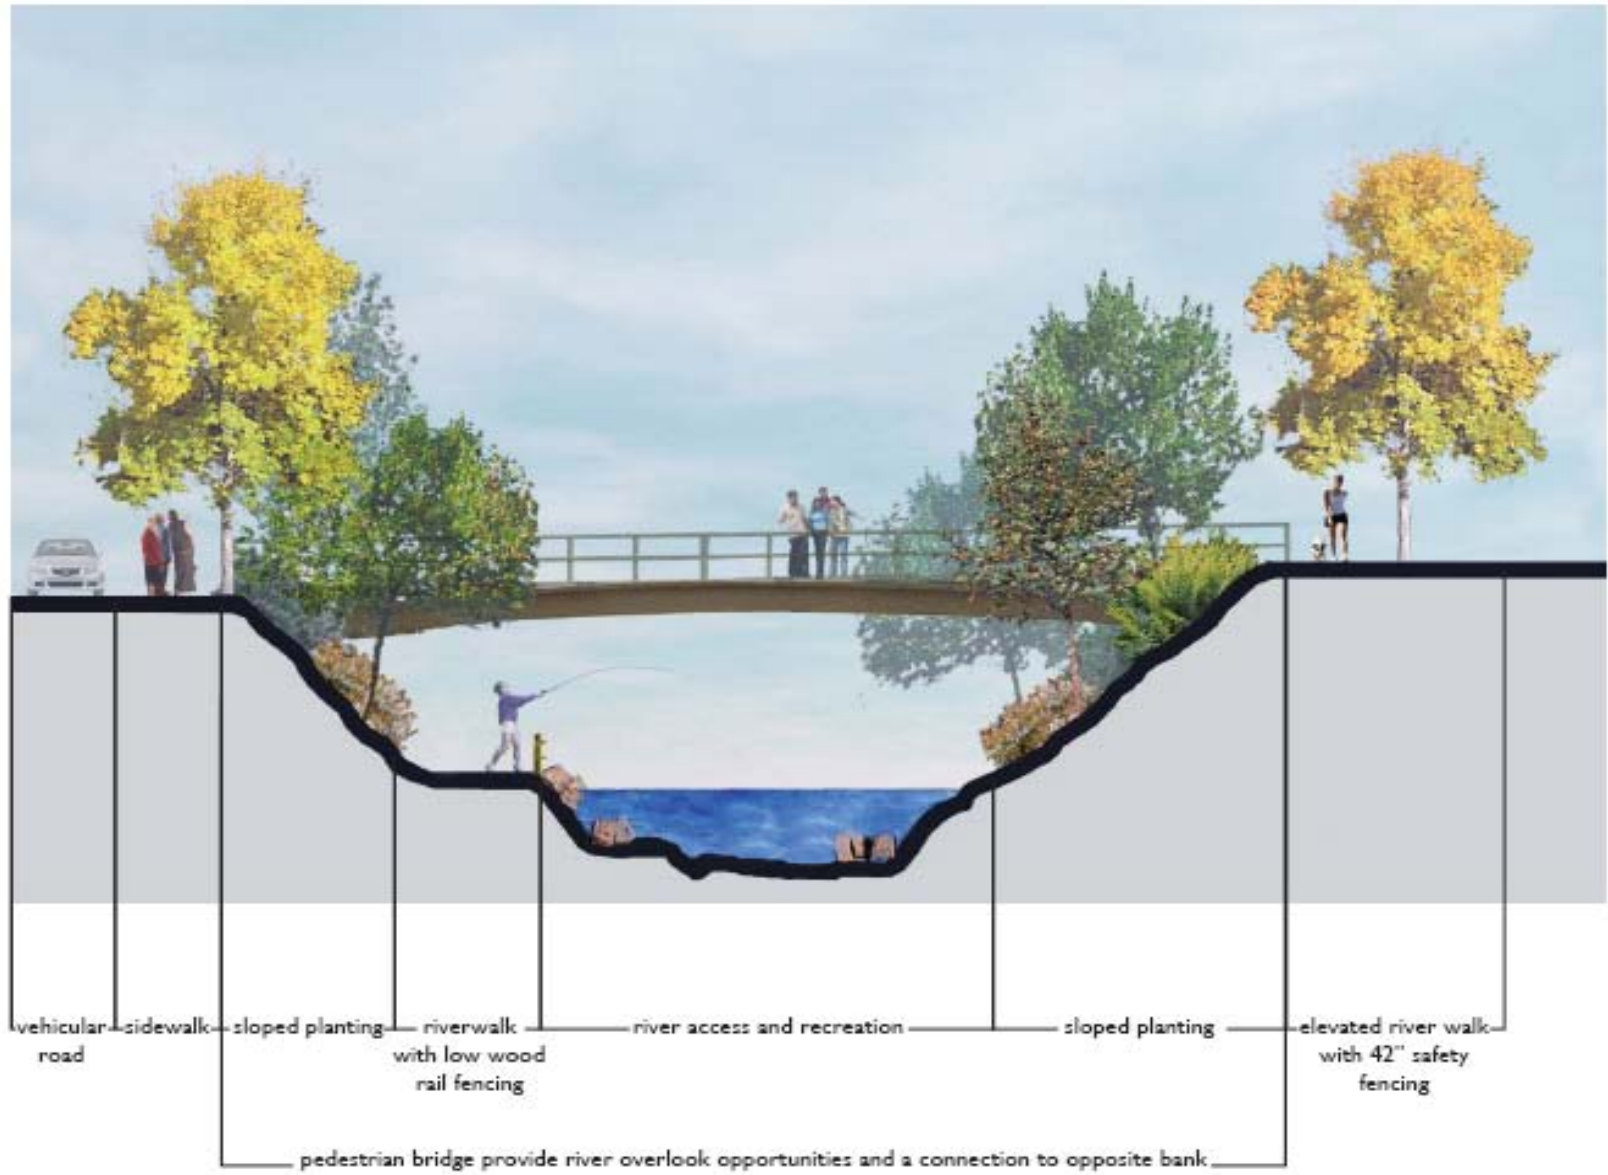 vehicular sidewalk sloped planting riverwalk river access and recreation sloped planting elevated river walk
road with low wood with 42" safety
rail fencing fencing
pedestrian bridge provide river overlook opportunities and a connection to opposite bank